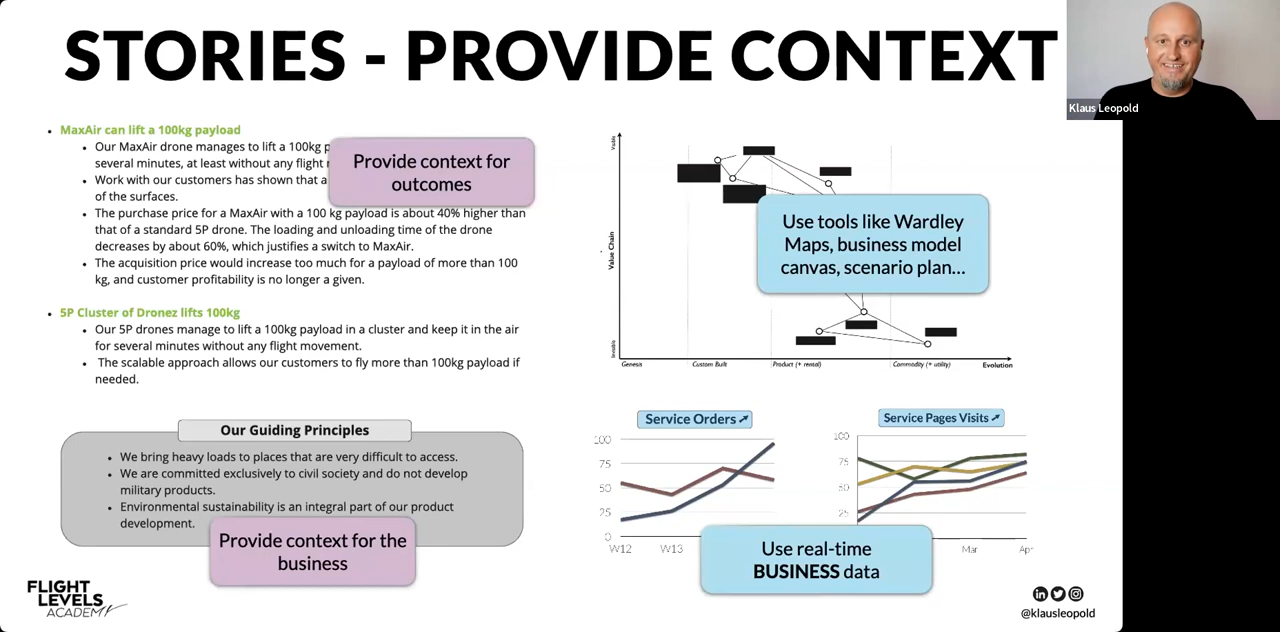 STORIES - PROVIDE CONTEXT
Klaus Leopold
MaxAir can lift a 100kg payload
Our MaxAir drone manages to lift a 100kg
several minutes, at least without any flight
Work with our customers has shown that a
of the surfaces.
The purchase price for a MaxAir with a 100 kg payload is about 40% higher than
that of a standard 5P drone. The loading and unloading time of the drone
decreases by about 60%, which justifies a switch to MaxAir.
The acquisition price would increase too much for a payload of more than 100
kg, and customer profitability is no longer a given.
Provide context for
outcomes
5P Cluster of Dronez lifts 100kg
Our 5P drones manage to lift a 100kg payload in a cluster and keep it in the air
for several minutes without any flight movement.
The scalable approach allows our customers to fly more than 100kg payload if
needed.
Our Guiding Principles
We bring heavy loads to places that are very difficult to access.
We are committed exclusively to civil society and do not develop
military products.
Environmental sustainability is an integral part of our product
development.
Provide context for the
business
Visible
Value Chain
Invisible
Genesis
Custom Built
Product (+ rental)
Commodity (+ utility)
Evolution
Use tools like Wardley
Maps, business model
canvas, scenario plan...
Service Orders
100
75
50
25
0
W12
W13
Service Pages Visits
100
75
50
25
Mar
Apr
Use real-time
BUSINESS data
FLIGHT
LEVELS
ACADEMY
@klausleopold